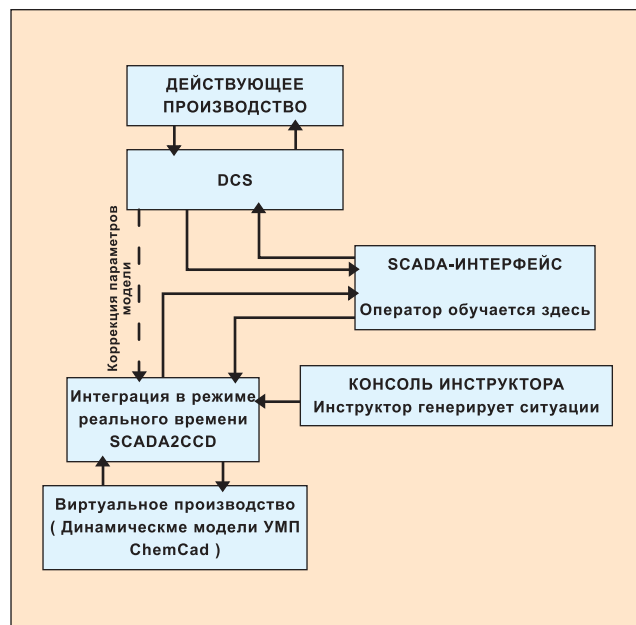 ДЕЙСТВУЮЩЕЕ
ПРОИЗВОДСТВО
DCS
Коррекция параметров
модели
SCADA-ИНТЕРФЕЙС
Оператор обучается здесь
Интеграция в режиме
реального времени
SCADA2CCD
КОНСОЛЬ ИНСТРУКТОРА
Инструктор генерирует ситуации
Виртуальное производство
( Динамическме модели УМП
ChemCad )